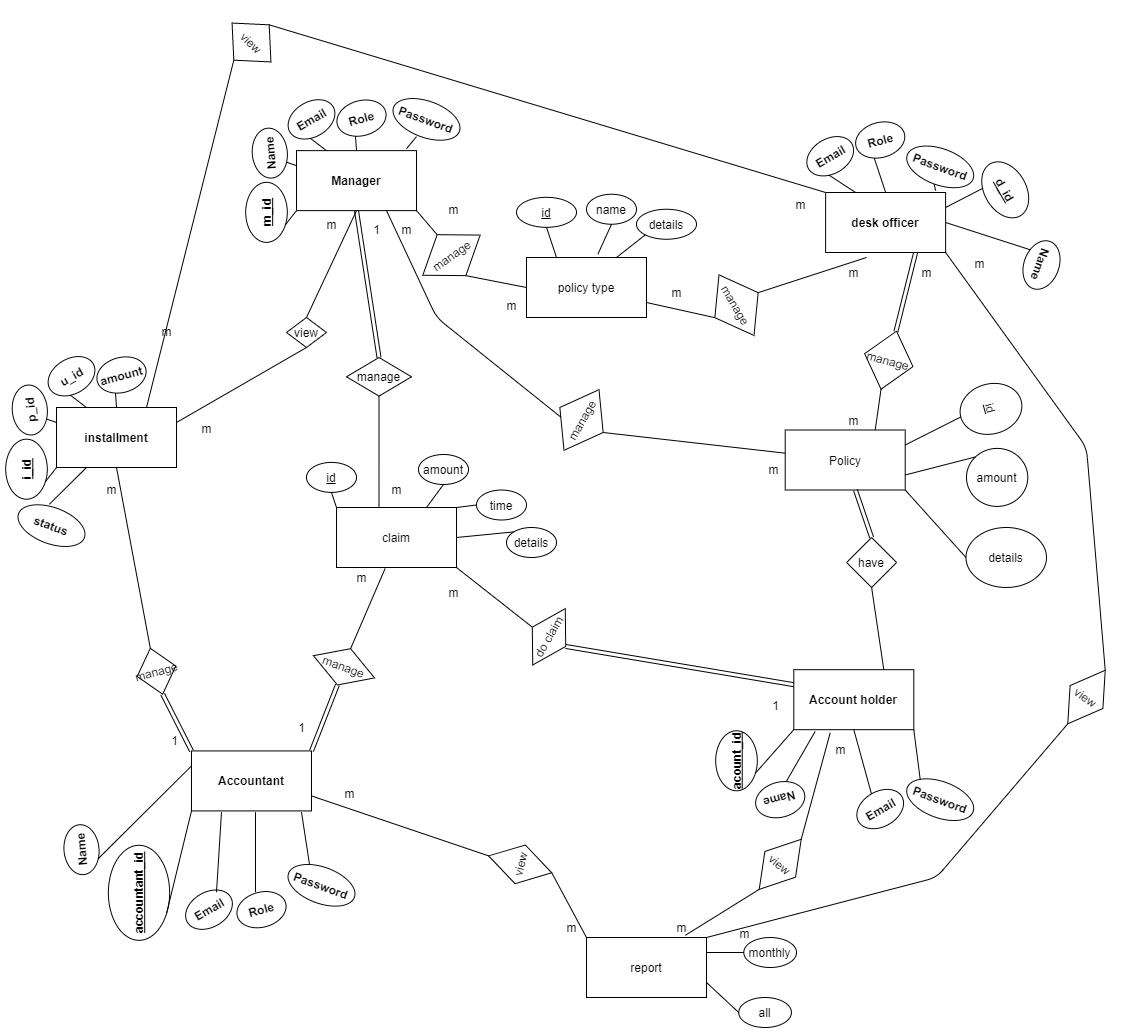 view
Email
Role
Password
Name
Manager
m_id
m
1
m
m
manage
id
name
details
policy type
m
m
manage
Email
Role
Password
p_id
desk officer
Name
m
m
m
m
manage
m
view
m
manage
manage
m
m
Policy
id
amount
details
have
u_id
amount
p_id
installment
i_id
status
m
m
id
amount
time
details
claim
m
m
do claim
manage
manage
1
1
Account holder
1
m
acount_id
Name
Email
Password
view
view
Accountant
m
Name
accountant_id
Email
Role
Password
view
m
m
m
report
monthly
all